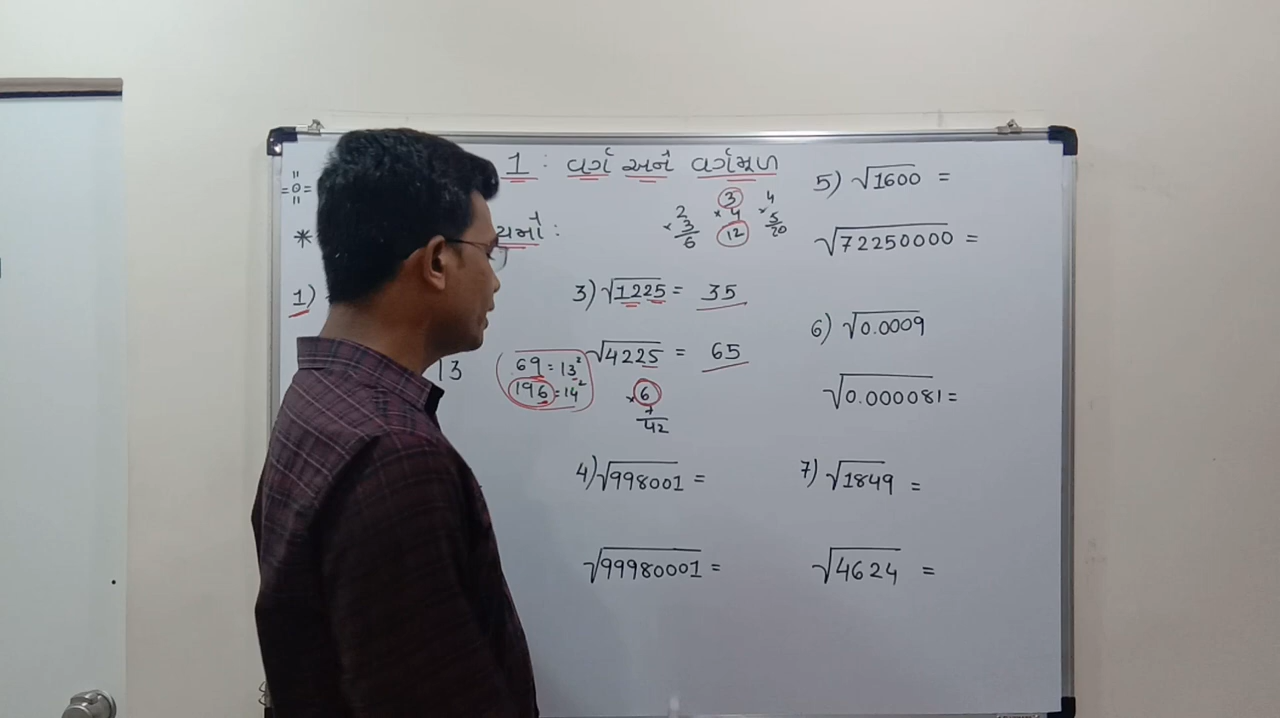 1 : વર્ગ અને વર્ગમૂળ
=0=
*
1)
13
2
× 3
6
3
× 4
12
4
× 5
20
3) √1225 = 35
√4225 = 65
69 = 13²
196 = 14²
× 6
7
42
4) √998001 =
√99980001 =
5) √1600 =
√72250000 =
6) √0.0009
√0.000081 =
7) √1849 =
√4624 =